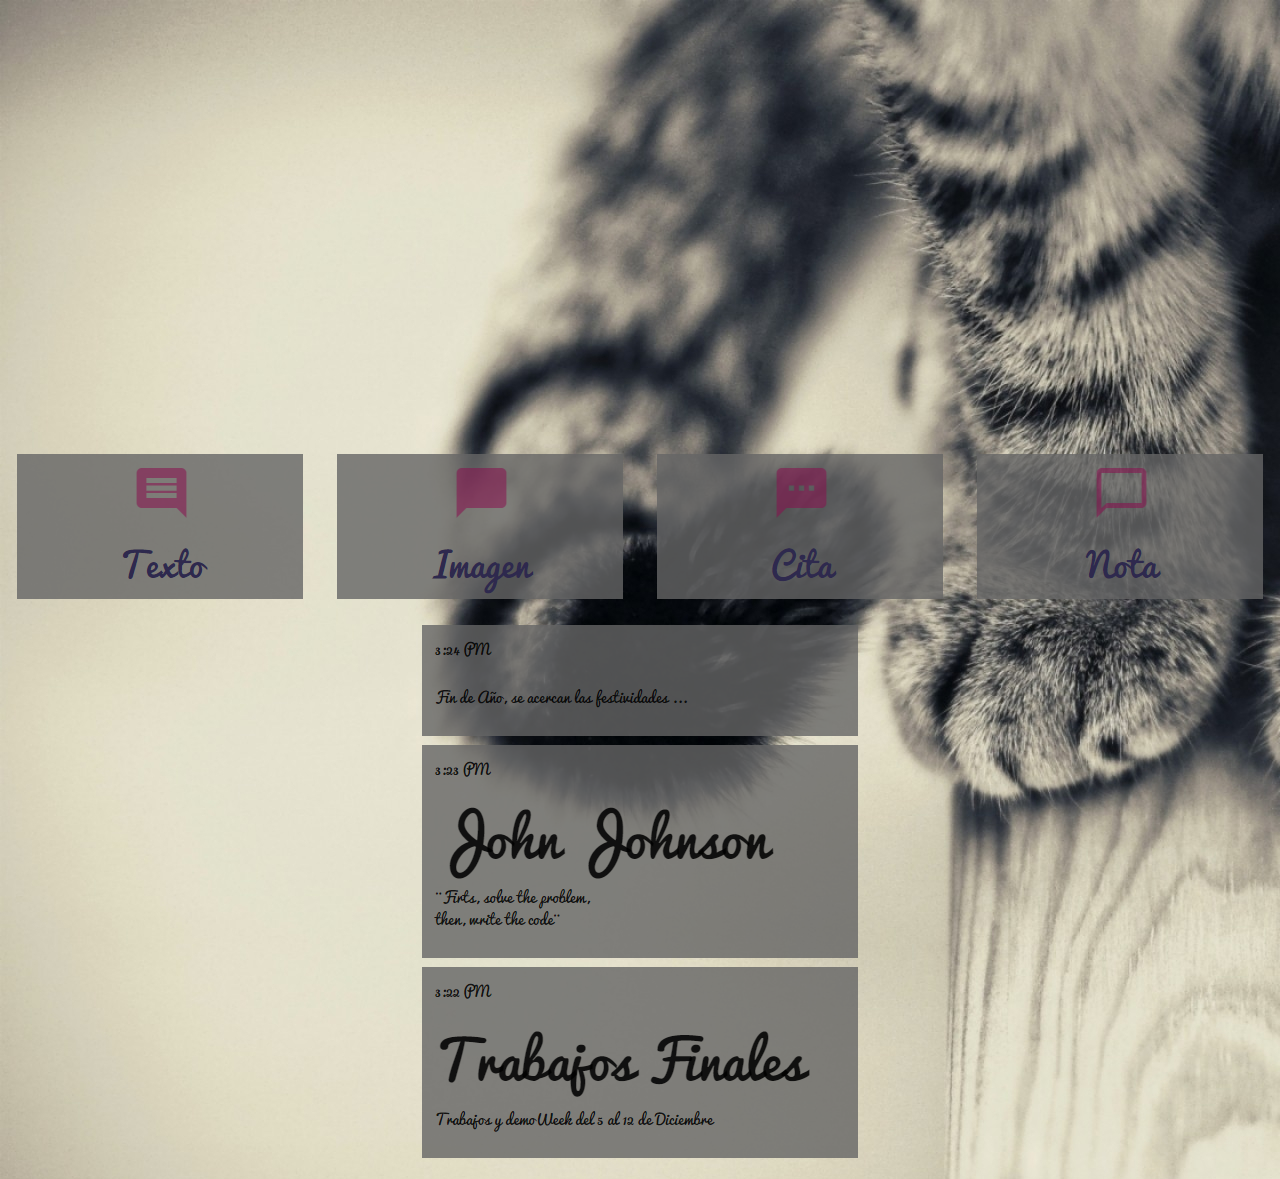 Texto
Imagen
Cita
Nota
3:24 PM
Fin de Año, se acercan las festividades ...
3:23 PM
John Johnson
¨Firts, solve the problem,
then, write the code¨
3:22 PM
Trabajos Finales
Trabajos y demoWeek del 5 al 12 de Diciembre